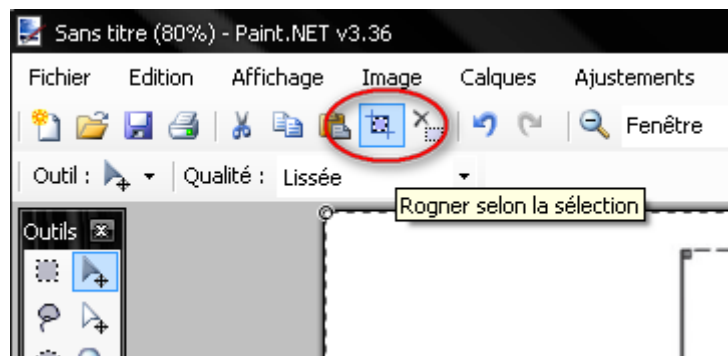 Sans titre (80%) - Paint.NET v3.36
Fichier Edition Affichage Image Calques Ajustements
Fenêtre
Outil : Qualité : Lissée
Rogner selon la sélection
Outils